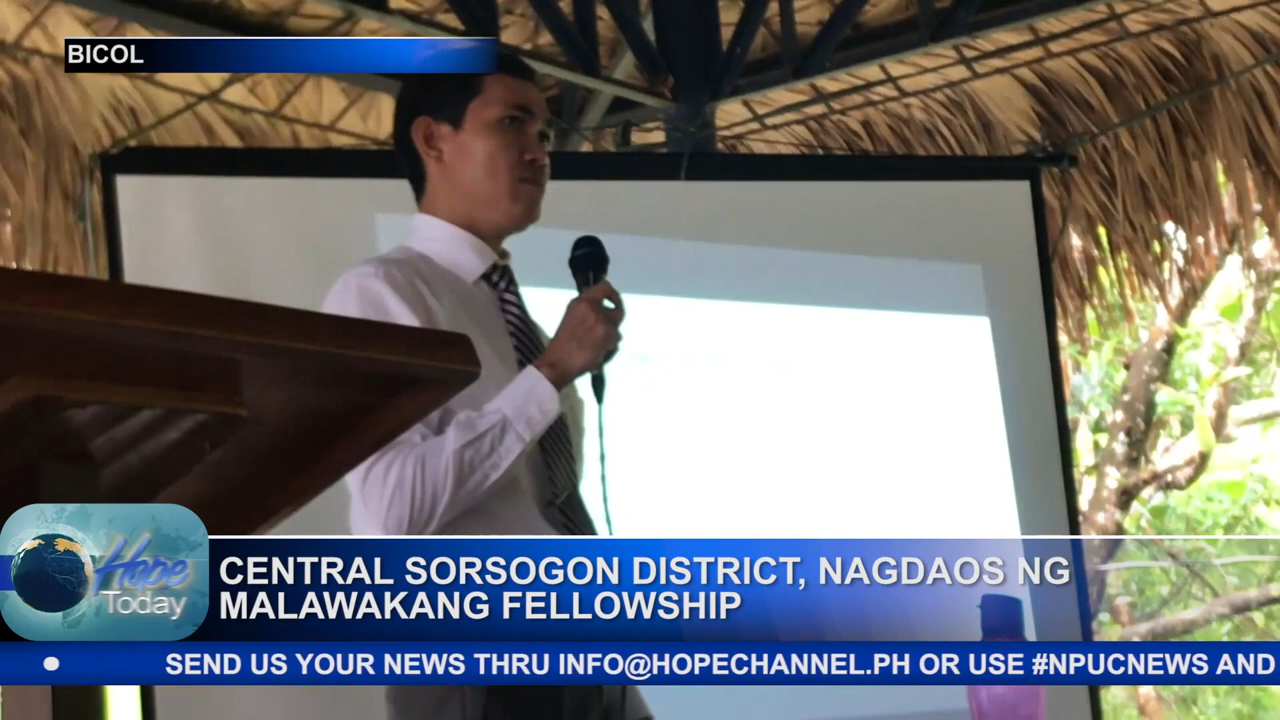 BICOL
Hope
Today
CENTRAL SORSOGON DISTRICT, NAGDAOS NG
MALAWAKANG FELLOWSHIP
SEND US YOUR NEWS THRU INFO@HOPECHANNEL.PH OR USE #NPUCNEWS AND